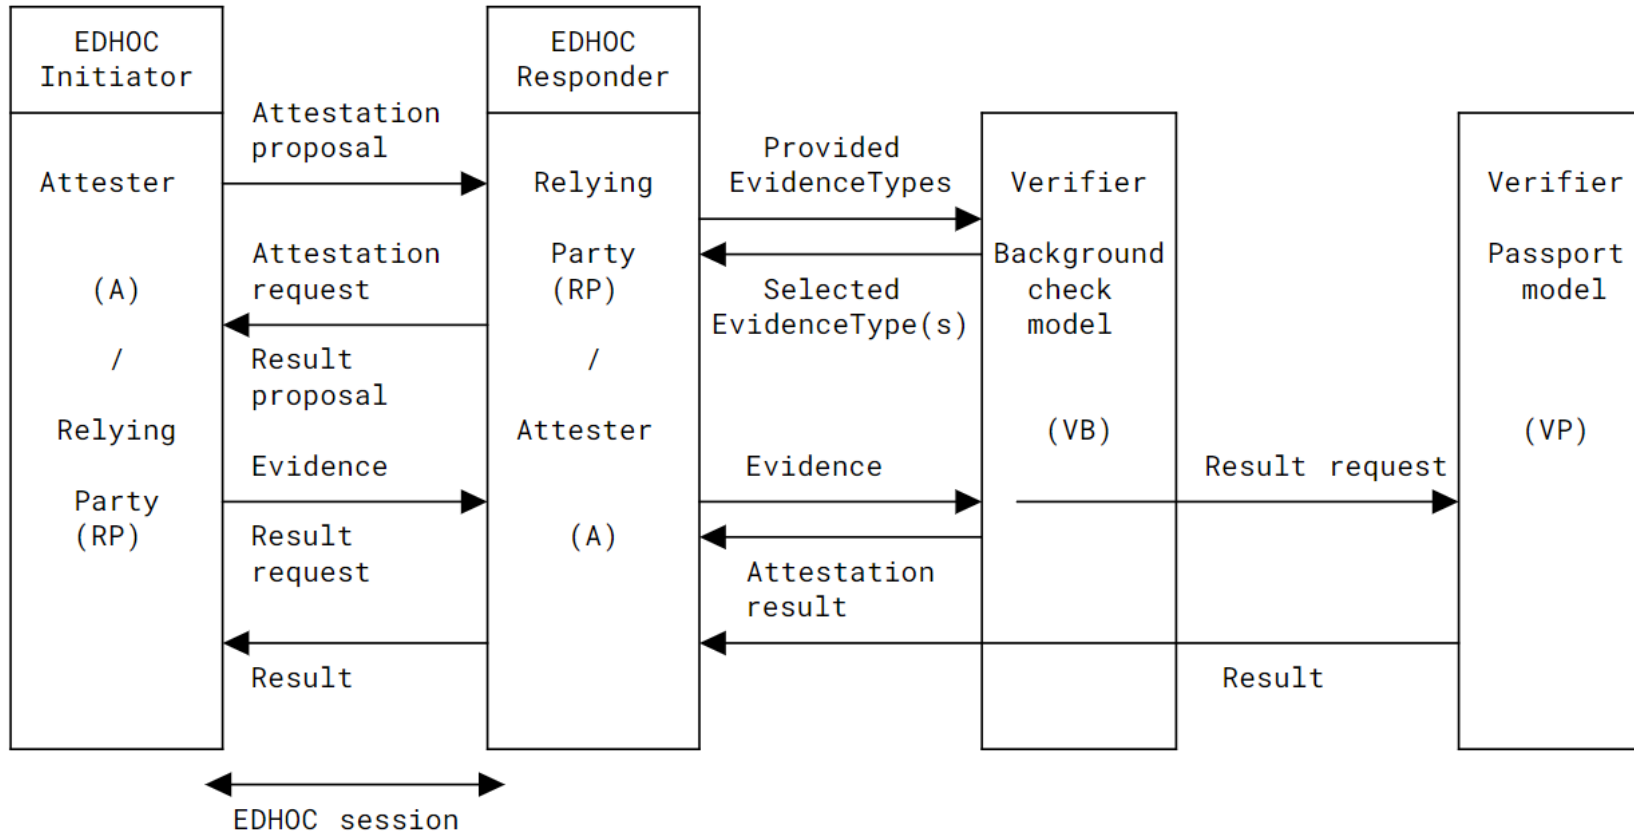 EDHOC
Initiator
EDHOC
Responder
Attestation
proposal
Attester
Relying
Provided
EvidenceTypes
Verifier
Verifier
Attestation
request
(A)
Party
(RP)
Selected
EvidenceType(s)
Background
check
model
Passport
model
/
Result
proposal
/
Relying
Attester
(VB)
(VP)
Evidence
Evidence
Result request
Party
(RP)
Result
request
(A)
Attestation
result
Result
Result
EDHOC session